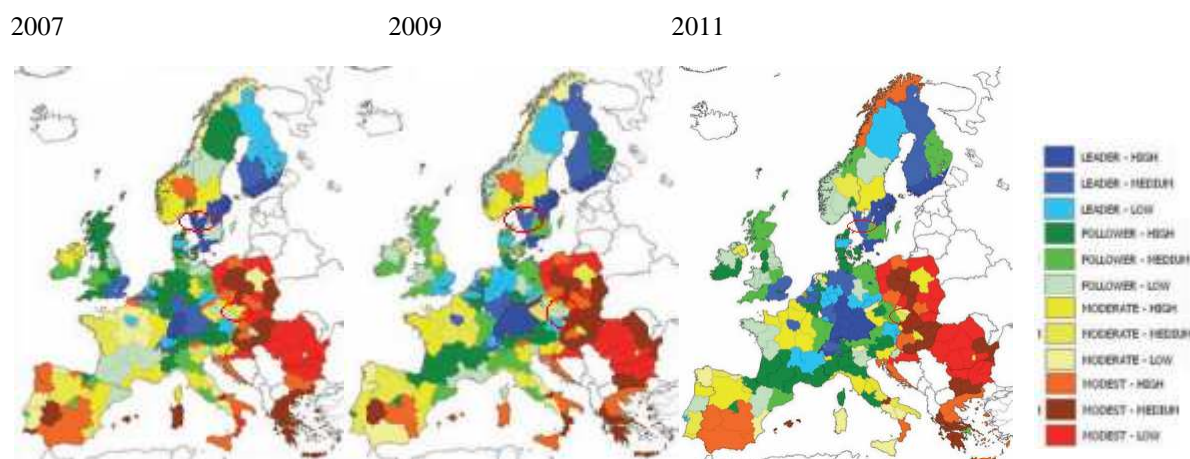 2007 2009 2011
LEADER - HIGH
LEADER - MEDIUM
LEADER - LOW
FOLLOWER - HIGH
FOLLOWER - MEDIUM
FOLLOWER - LOW
MODERATE - HIGH
MODERATE - MEDIUM
MODERATE - LOW
MODEST - HIGH
MODEST - MEDIUM
MODEST - LOW